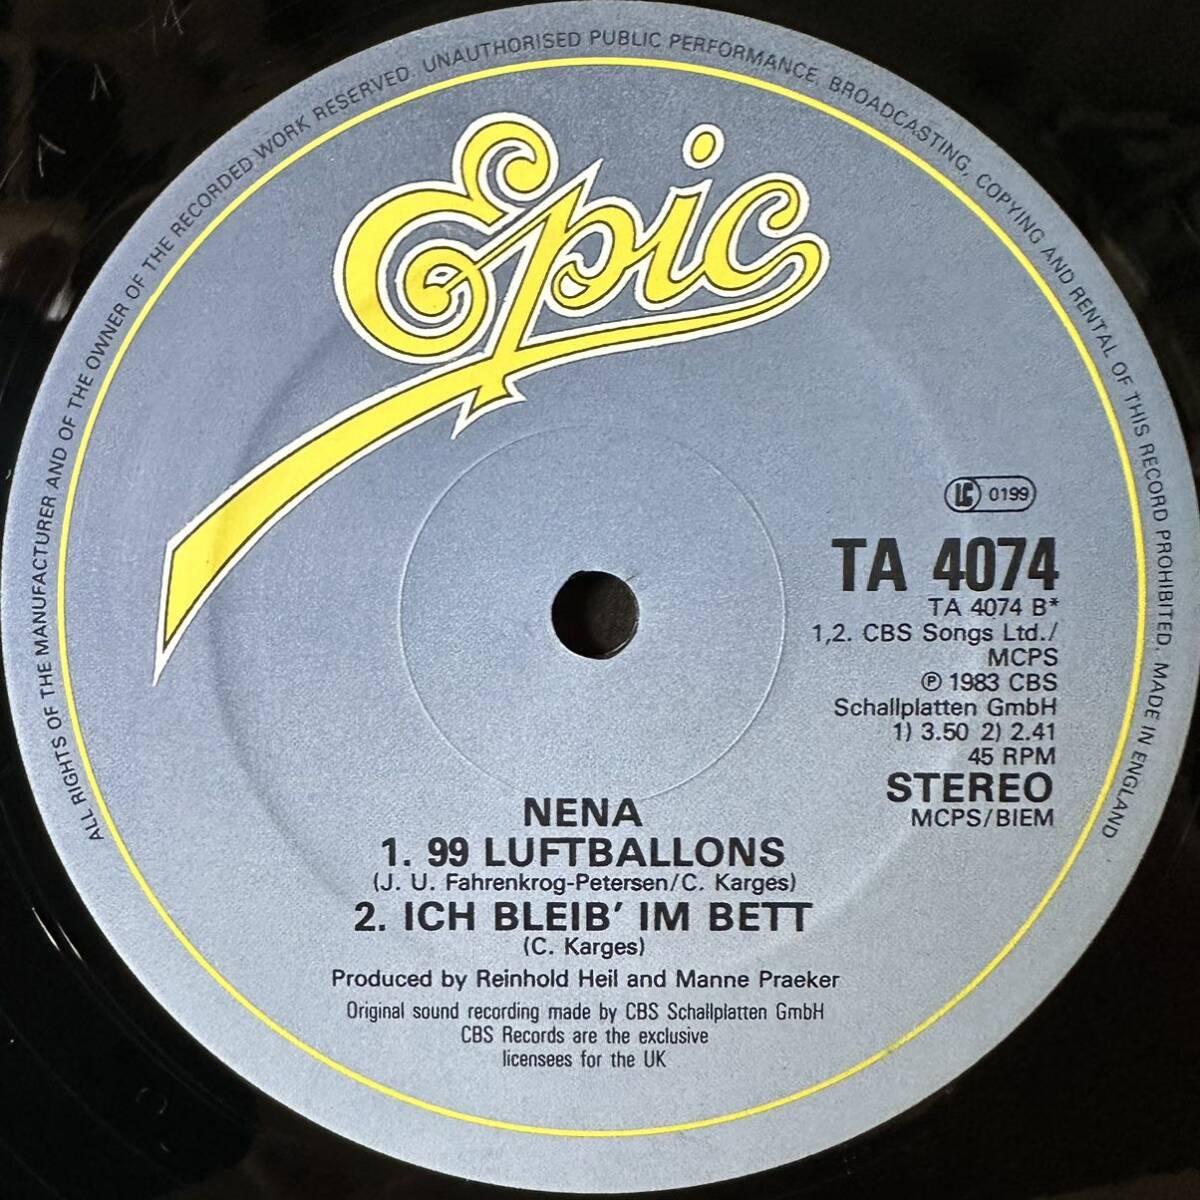 ALL RIGHTS OF THE MANUFACTURER AND OF THE OWNER OF THE RECORDED WORK RESERVED. UNAUTHORISED PUBLIC PERFORMANCE, BROADCASTING, COPYING AND RENTAL OF THIS RECORD PROHIBITED. MADE IN ENGLAND
Epic
LC 0199
TA 4074
TA 4074 B*
1,2. CBS Songs Ltd./
MCPS
℗ 1983 CBS
Schallplatten GmbH
1) 3.50 2) 2.41
45 RPM
STEREO
MCPS/BIEM
NENA
1. 99 LUFTBALLONS
(J. U. Fahrenkrog-Petersen/C. Karges)
2. ICH BLEIB' IM BETT
(C. Karges)
Produced by Reinhold Heil and Manne Praeker
Original sound recording made by CBS Schallplatten GmbH
CBS Records are the exclusive
licensees for the UK